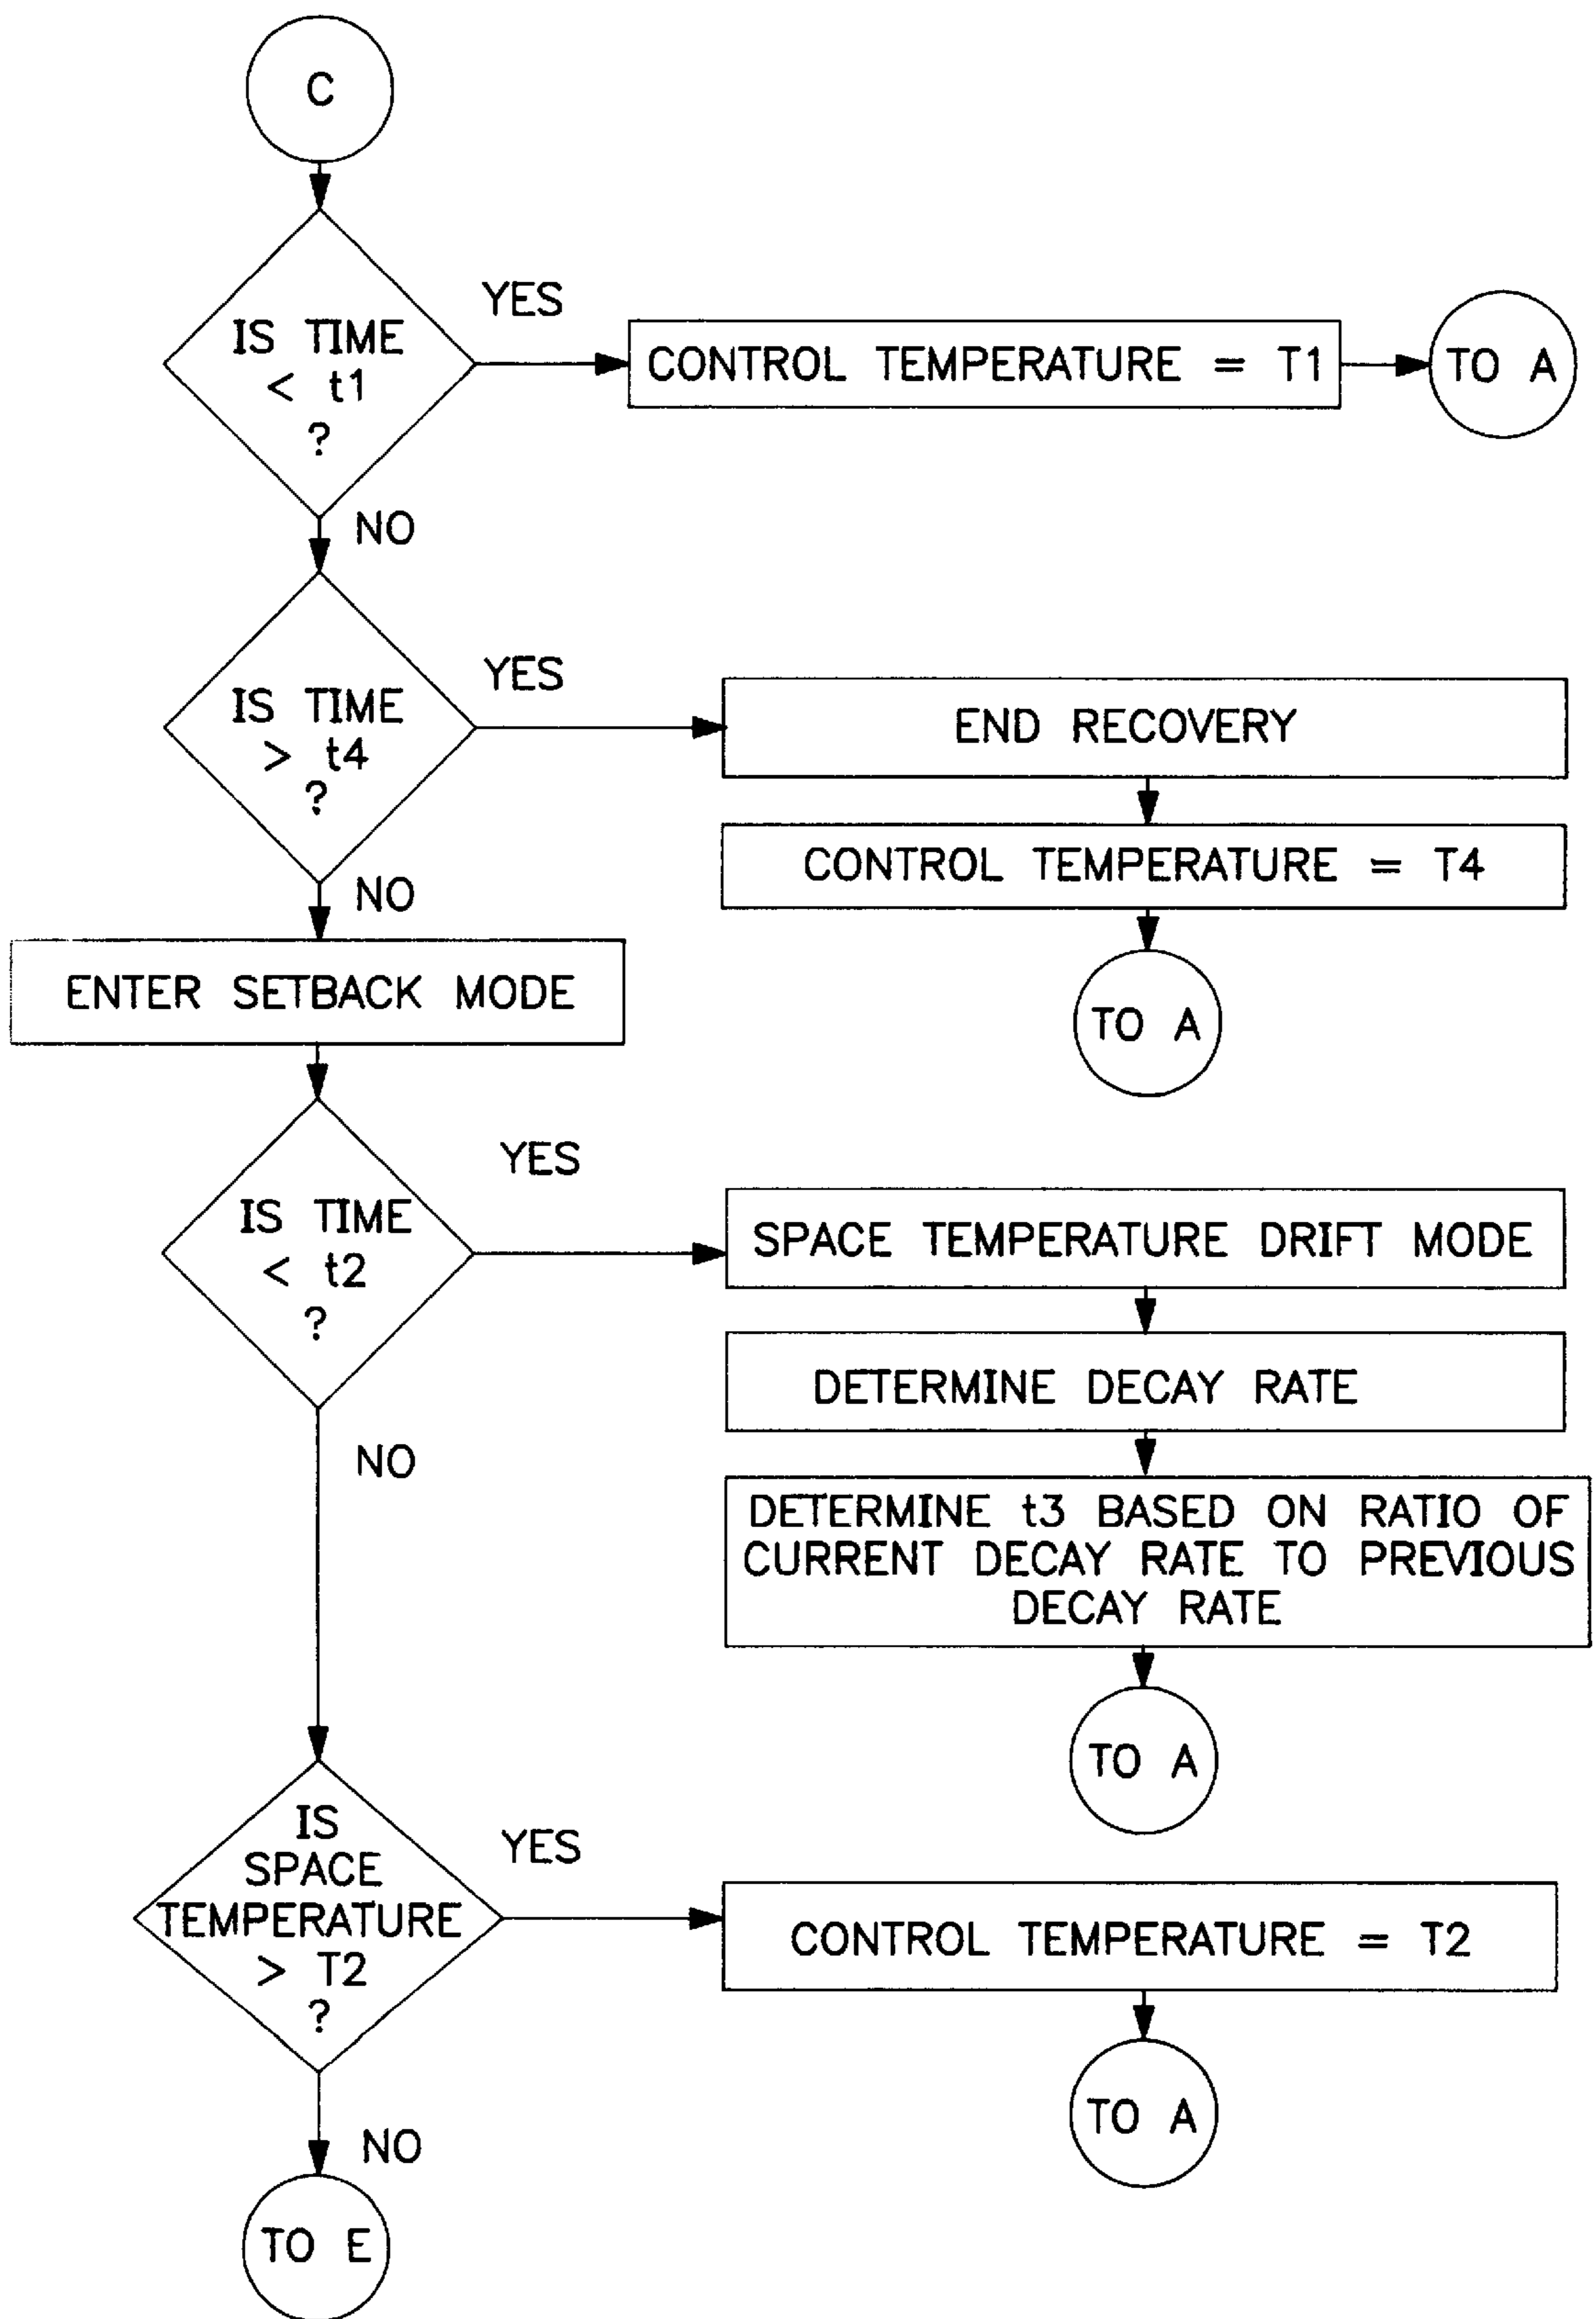 C
IS TIME
< t1
?
YES
CONTROL TEMPERATURE = T1
TO A
NO
IS TIME
> t4
?
YES
END RECOVERY
CONTROL TEMPERATURE = T4
TO A
NO
ENTER SETBACK MODE
IS TIME
< t2
?
YES
SPACE TEMPERATURE DRIFT MODE
DETERMINE DECAY RATE
DETERMINE t3 BASED ON RATIO OF
CURRENT DECAY RATE TO PREVIOUS
DECAY RATE
TO A
NO
IS
SPACE
TEMPERATURE
> T2
?
YES
CONTROL TEMPERATURE = T2
TO A
NO
TO E